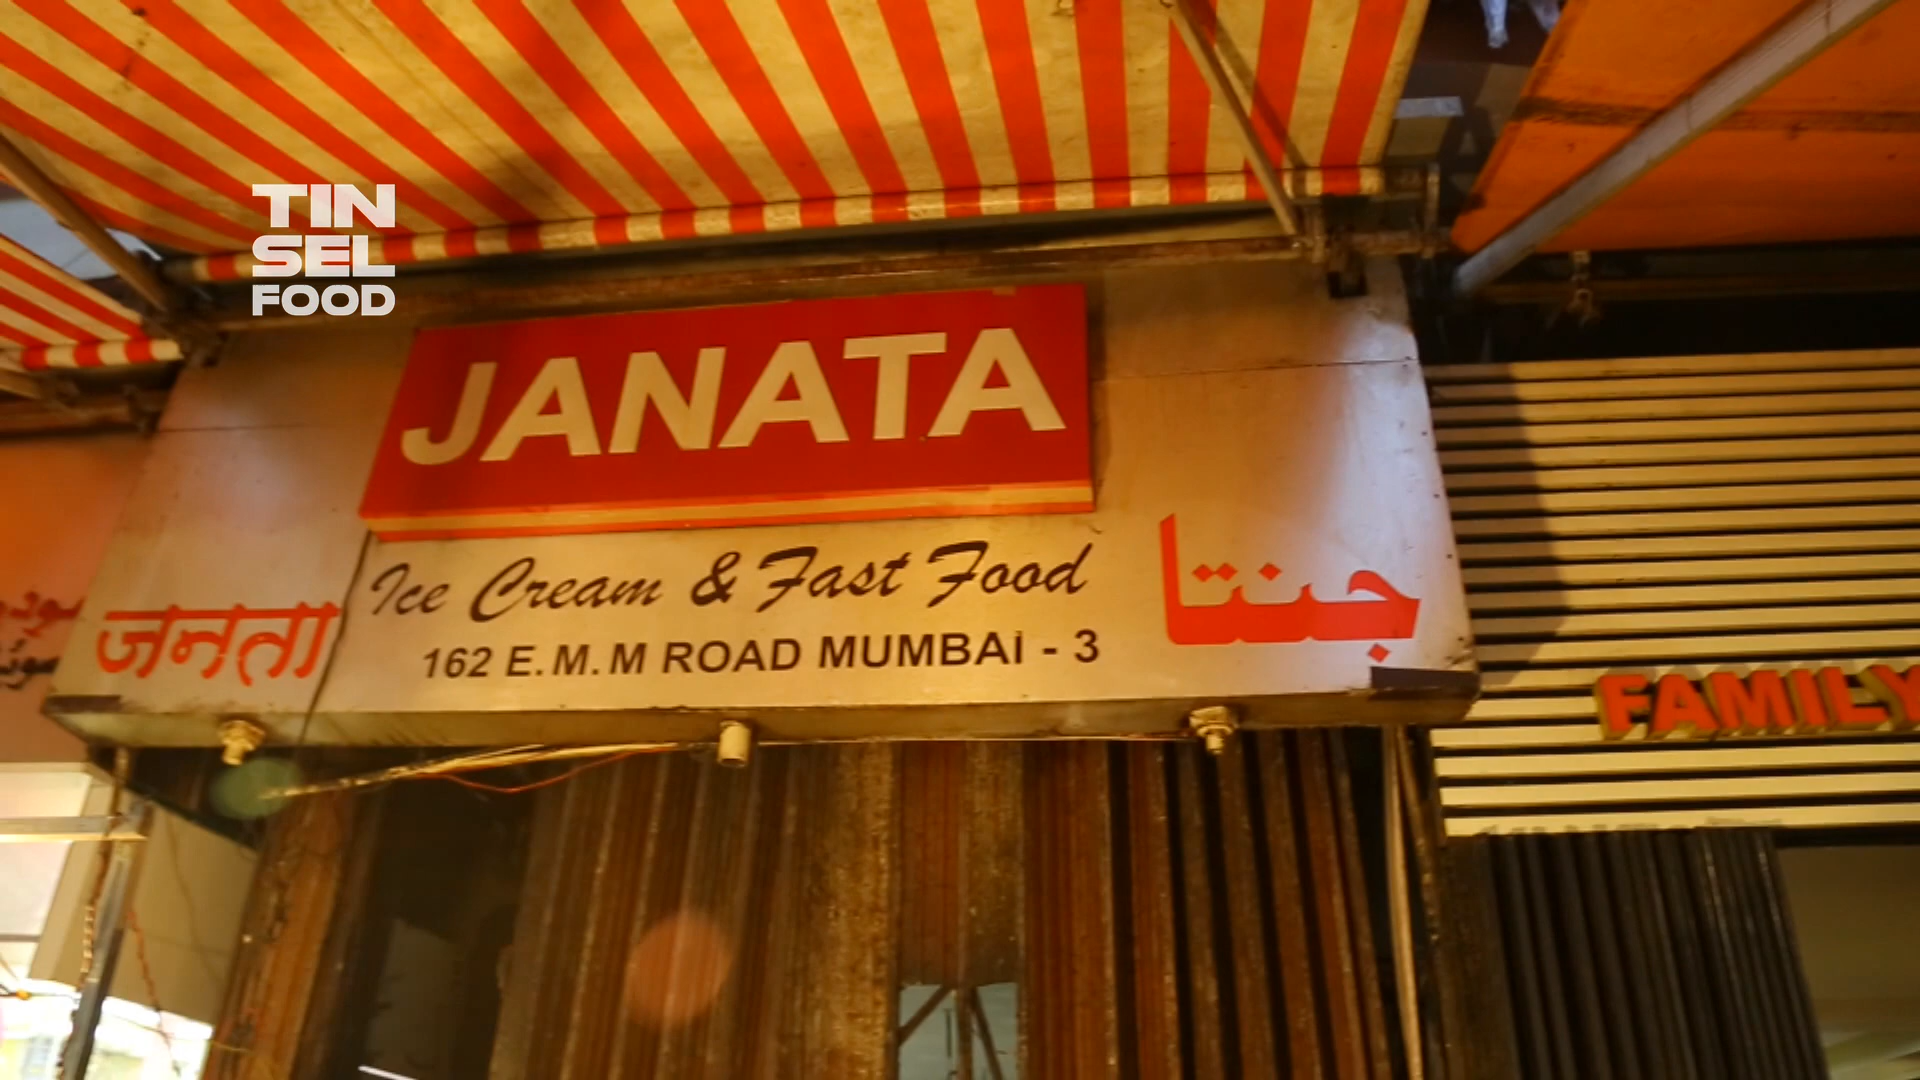 TIN
SEL
FOOD
JANATA
Ice Cream & Fast Food
162 E.M.M ROAD MUMBAI - 3
जनता
جنتا
FAMILY